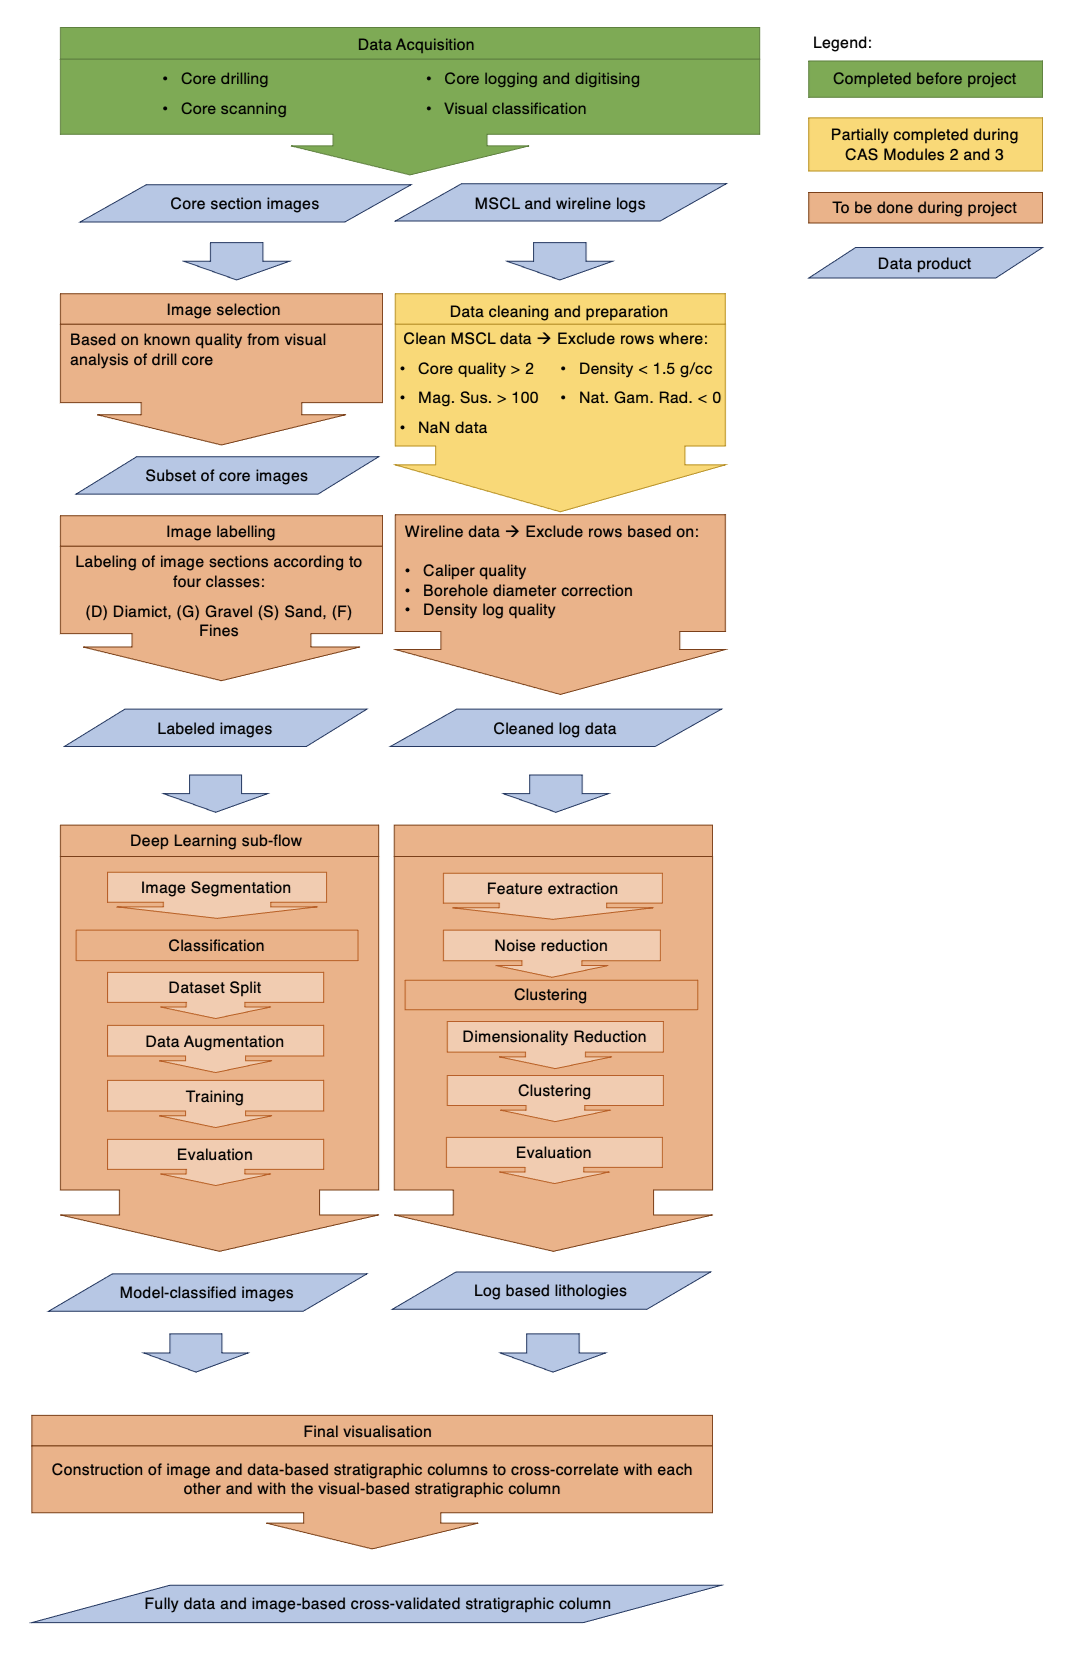 Data Acquisition
• Core drilling
• Core scanning
• Core logging and digitising
• Visual classification
Legend:
Completed before project
Partially completed during
CAS Modules 2 and 3
To be done during project
Data product
Core section images
MSCL and wireline logs
Image selection
Based on known quality from visual
analysis of drill core
Data cleaning and preparation
Clean MSCL data → Exclude rows where:
• Core quality > 2
• Density < 1.5 g/cc
• Mag. Sus. > 100
• Nat. Gam. Rad. < 0
• NaN data
Subset of core images
Image labelling
Labeling of image sections according to
four classes:
(D) Diamict, (G) Gravel (S) Sand, (F)
Fines
Wireline data → Exclude rows based on:
• Caliper quality
• Borehole diameter correction
• Density log quality
Labeled images
Cleaned log data
Deep Learning sub-flow
Image Segmentation
Classification
Dataset Split
Data Augmentation
Training
Evaluation
Feature extraction
Noise reduction
Clustering
Dimensionality Reduction
Clustering
Evaluation
Model-classified images
Log based lithologies
Final visualisation
Construction of image and data-based stratigraphic columns to cross-correlate with each
other and with the visual-based stratigraphic column
Fully data and image-based cross-validated stratigraphic column